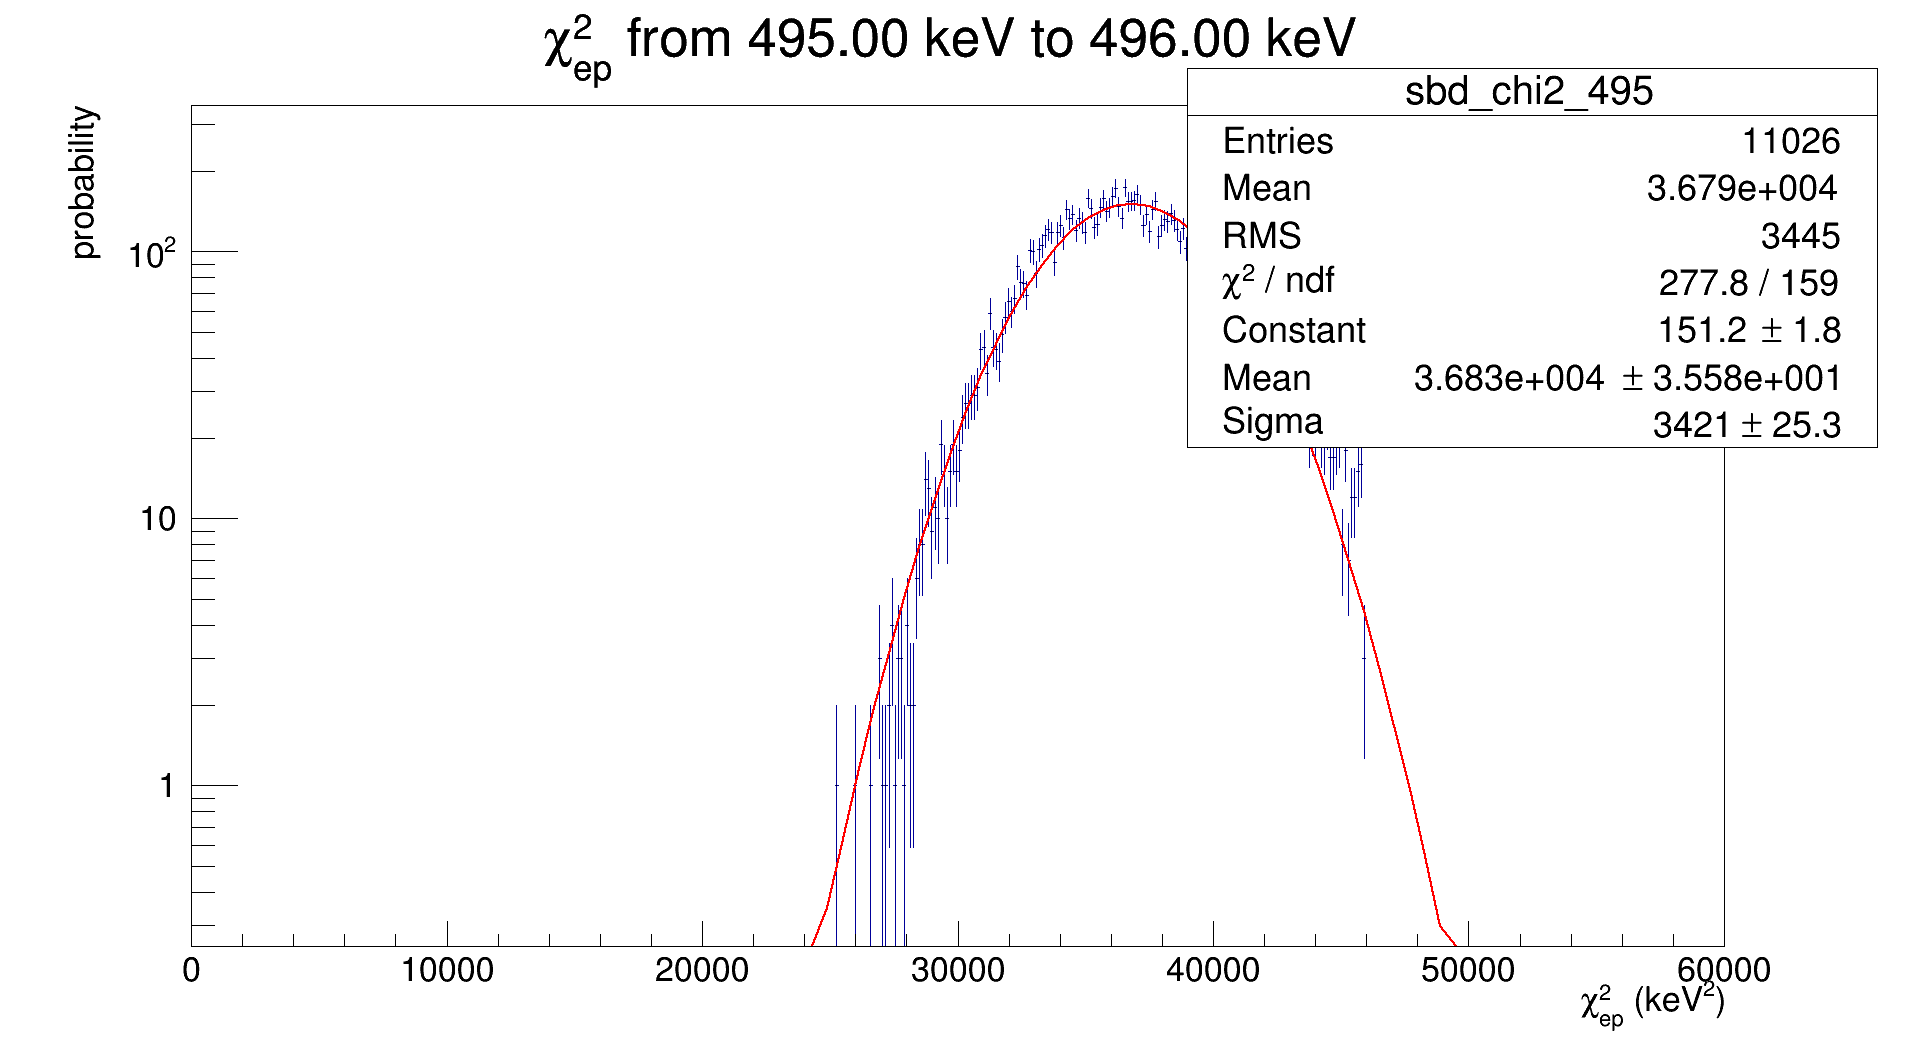 χ²ep from 495.00 keV to 496.00 keV
sbd_chi2_495
Entries 11026
Mean 3.679e+004
RMS 3445
χ² / ndf 277.8 / 159
Constant 151.2 ± 1.8
Mean 3.683e+004 ± 3.558e+001
Sigma 3421 ± 25.3
probability
10²
10
1
0 10000 20000 30000 40000 50000 60000
χ²ep (keV²)